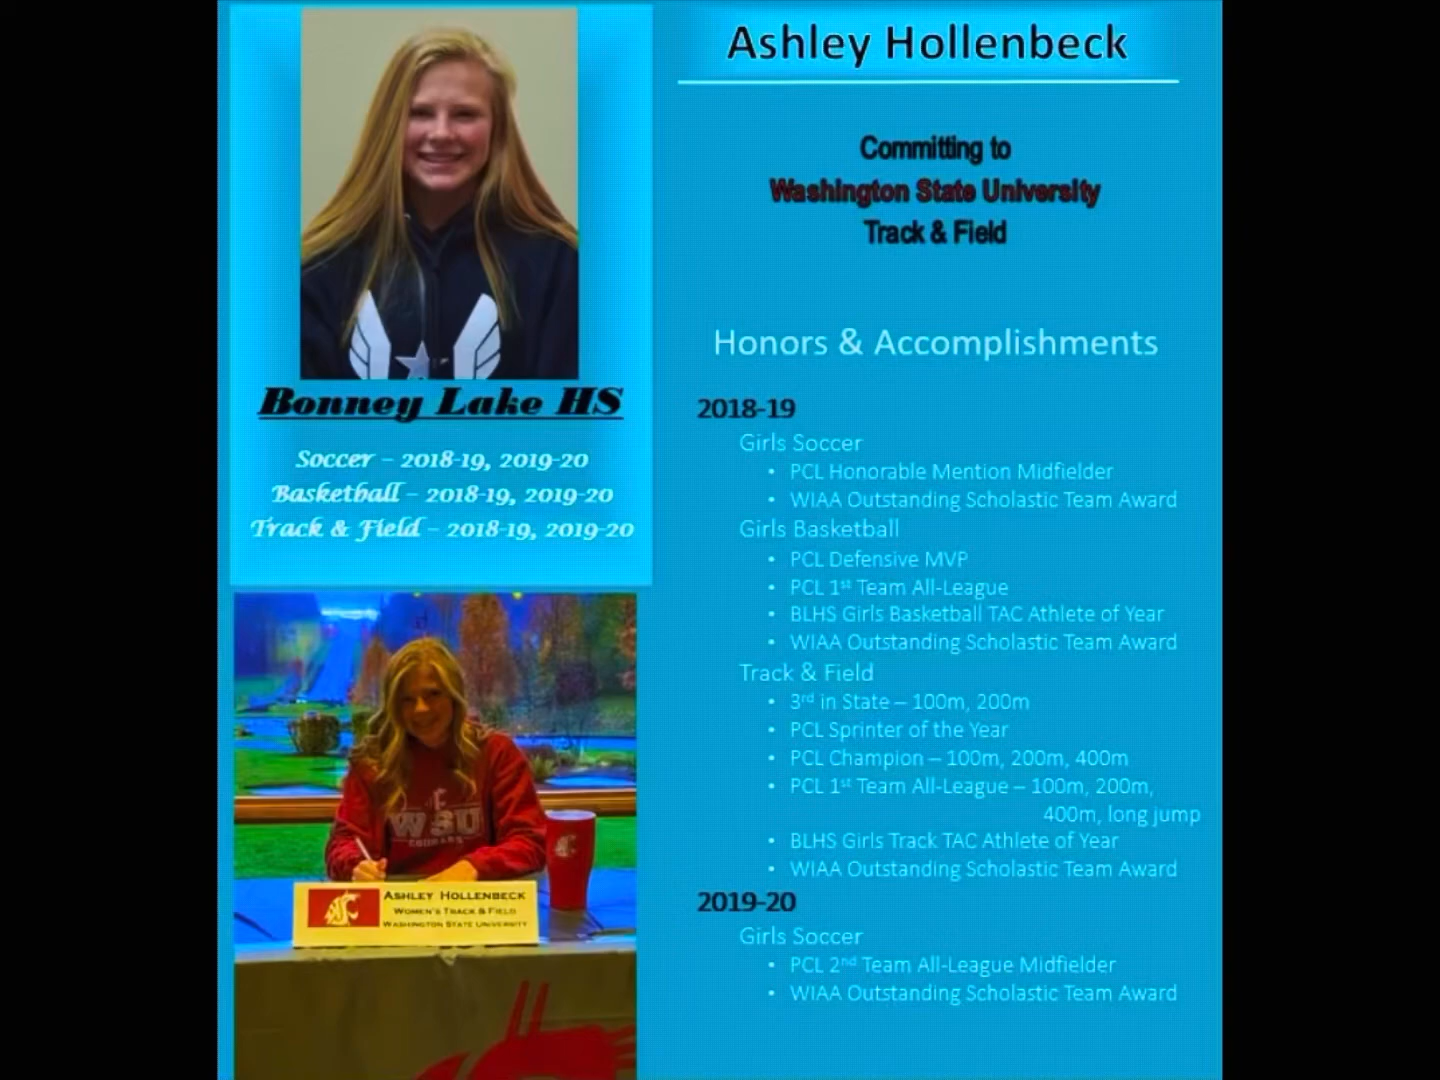 Ashley Hollenbeck
Committing to
Washington State University
Track & Field
Bonney Lake HS
Soccer – 2018-19, 2019-20
Basketball – 2018-19, 2019-20
Track & Field – 2018-19, 2019-20
WSU
COUGARS
ASHLEY HOLLENBECK
WOMEN'S TRACK & FIELD
WASHINGTON STATE UNIVERSITY
Honors & Accomplishments
2018-19
Girls Soccer
• PCL Honorable Mention Midfielder
• WIAA Outstanding Scholastic Team Award
Girls Basketball
• PCL Defensive MVP
• PCL 1st Team All-League
• BLHS Girls Basketball TAC Athlete of Year
• WIAA Outstanding Scholastic Team Award
Track & Field
• 3rd in State – 100m, 200m
• PCL Sprinter of the Year
• PCL Champion – 100m, 200m, 400m
• PCL 1st Team All-League – 100m, 200m,
400m, long jump
• BLHS Girls Track TAC Athlete of Year
• WIAA Outstanding Scholastic Team Award
2019-20
Girls Soccer
• PCL 2nd Team All-League Midfielder
• WIAA Outstanding Scholastic Team Award